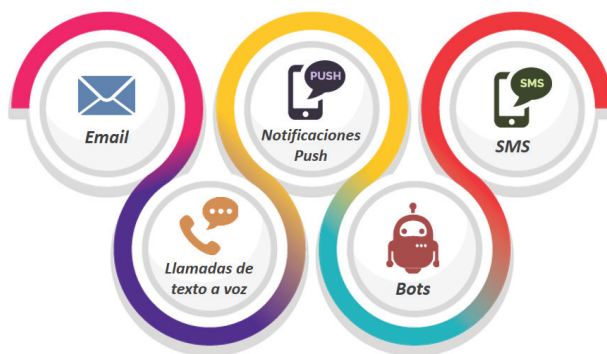 Email
PUSH
Notificaciones
Push
SMS
SMS
Llamadas de
texto a voz
Bots